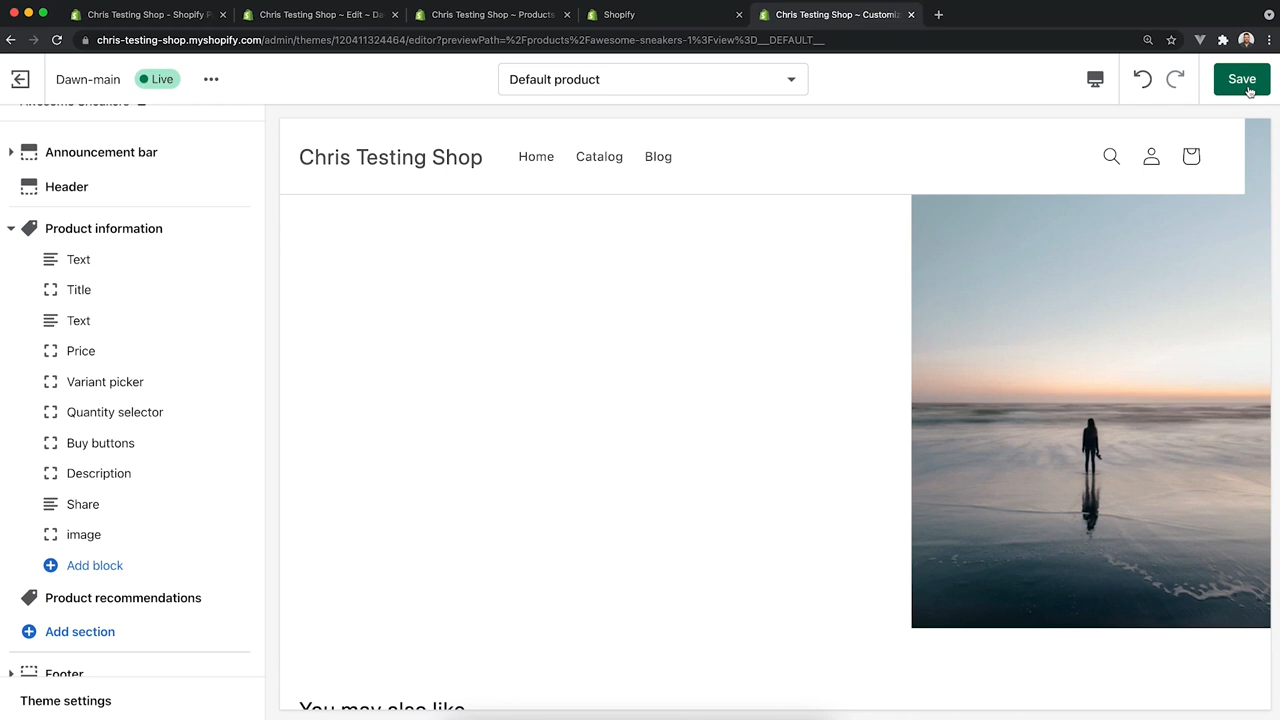 Chris Testing Shop - Shopify P
Chris Testing Shop ~ Edit ~ Da
Chris Testing Shop ~ Products
Shopify
Chris Testing Shop ~ Customiz
chris-testing-shop.myshopify.com/admin/themes/120411324464/editor?previewPath=%2Fproducts%2Fawesome-sneakers-1%3Fview%3D__DEFAULT__
Dawn-main
Live
Default product
Save
Awesome Sneakers
Announcement bar
Header
Product information
Text
Title
Text
Price
Variant picker
Quantity selector
Buy buttons
Description
Share
image
Add block
Product recommendations
Add section
Footer
Theme settings
Chris Testing Shop
Home
Catalog
Blog
You may also like